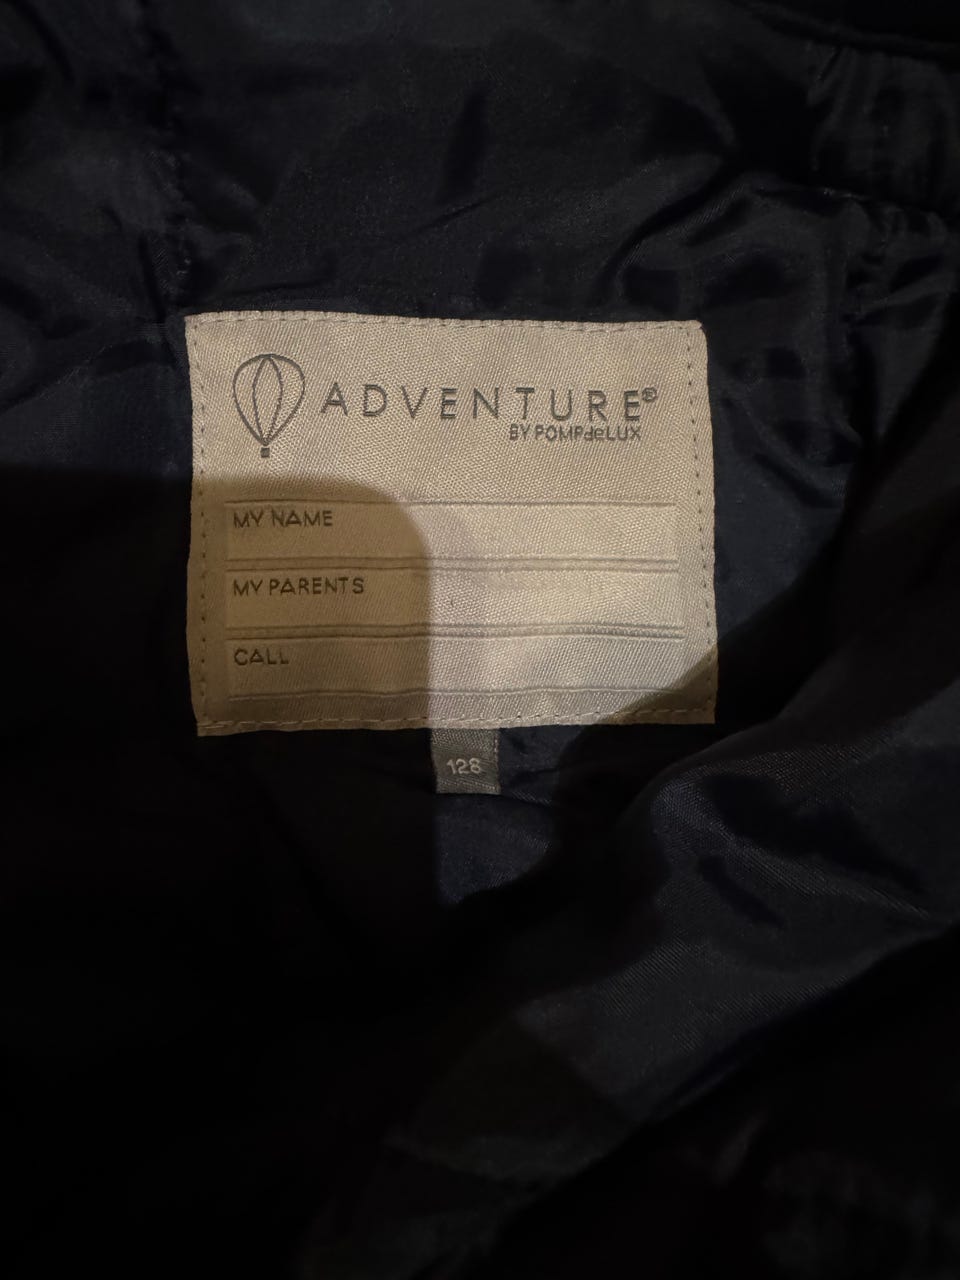 ADVENTURE®
BY POMPdeLUX
MY NAME
MY PARENTS
CALL
128